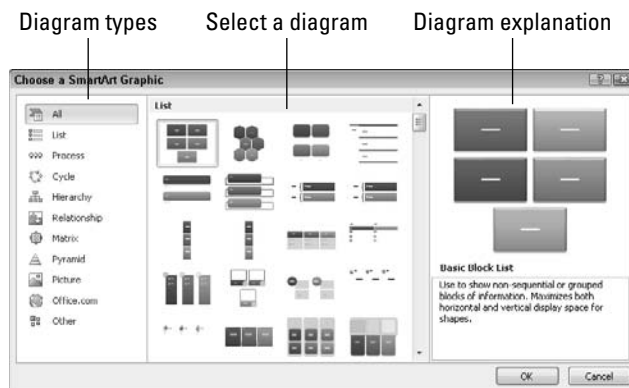 Diagram types Select a diagram Diagram explanation
Choose a SmartArt Graphic
All
List
Process
Cycle
Hierarchy
Relationship
Matrix
Pyramid
Picture
Office.com
Other
List
Basic Block List
Use to show non-sequential or grouped
blocks of information. Maximizes both
horizontal and vertical display space for
shapes.
OK Cancel